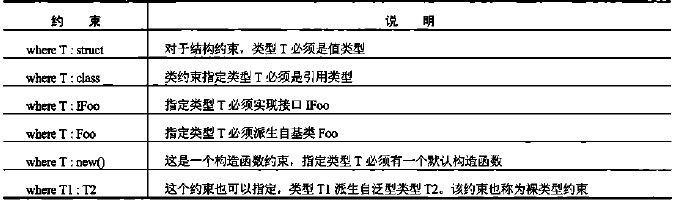 约 束 说 明
where T : struct 对于结构约束，类型 T 必须是值类型
where T : class 类约束指定类型 T 必须是引用类型
where T : IFoo 指定类型 T 必须实现接口 IFoo
where T : Foo 指定类型 T 必须派生自基类 Foo
where T : new() 这是一个构造函数约束，指定类型 T 必须有一个默认构造函数
where T1 : T2 这个约束也可以指定，类型 T1 派生自泛型类型 T2。该约束也称为裸类型约束